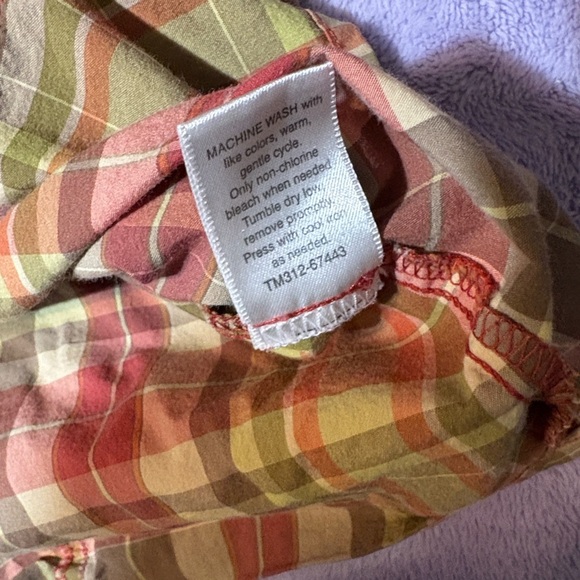 MACHINE WASH with
like colors, warm,
gentle cycle.
Only non-chlorine
bleach when needed
Tumble dry low,
remove promptly.
Press with cool iron
as needed.
TM312-67443